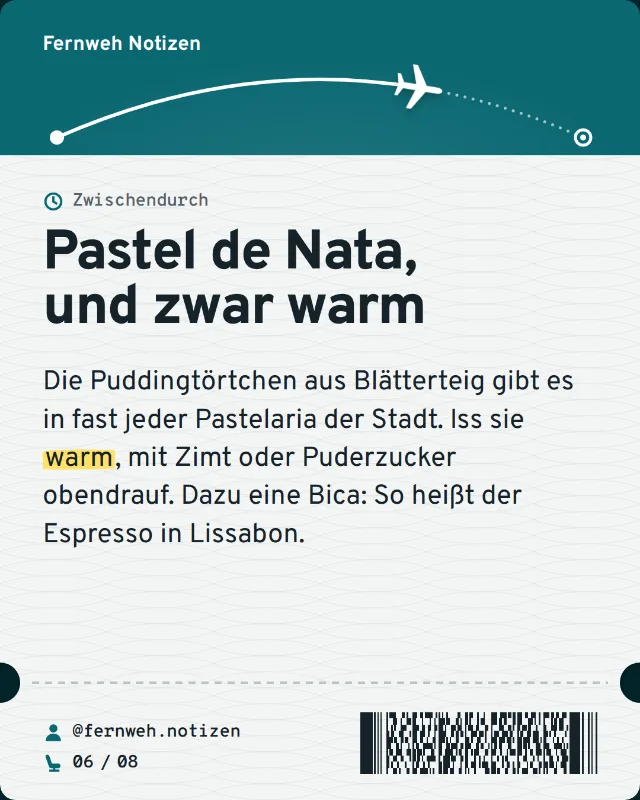 Fernweh Notizen
Zwischendurch
Pastel de Nata,
und zwar warm
Die Puddingtörtchen aus Blätterteig gibt es
in fast jeder Pastelaria der Stadt. Iss sie
warm, mit Zimt oder Puderzucker
obendrauf. Dazu eine Bica: So heißt der
Espresso in Lissabon.
@fernweh.notizen
06 / 08